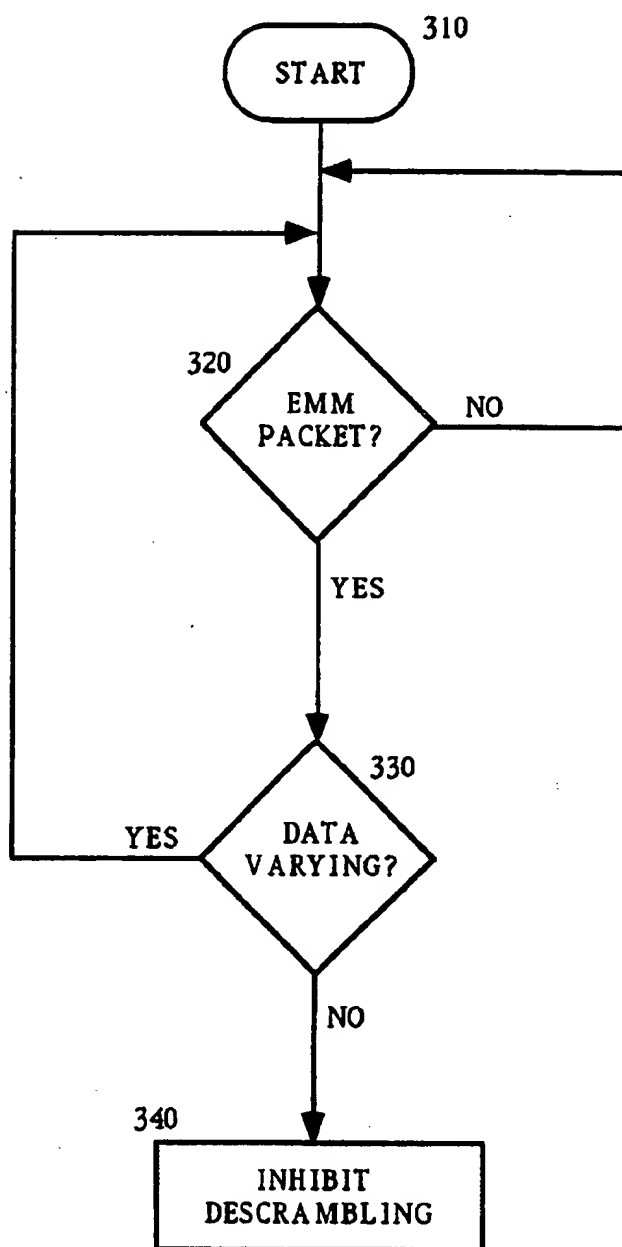 310
START
320
EMM
PACKET?
NO
YES
330
DATA
VARYING?
YES
NO
340
INHIBIT
DESCRAMBLING